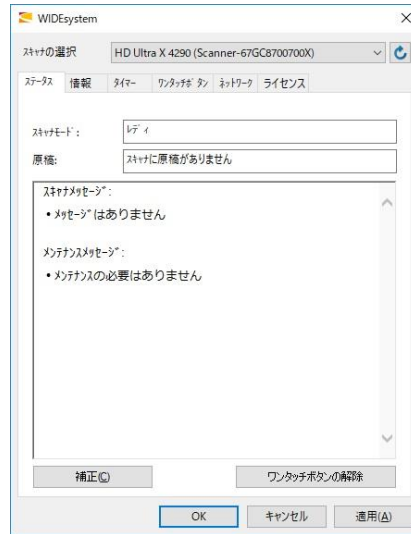 WIDEsystem
ｽｷｬﾅの選択 HD Ultra X 4290 (Scanner-67GC8700700X)
ｽﾃｰﾀｽ 情報 ﾀｲﾏｰ ﾜﾝﾀｯﾁﾎﾞﾀﾝ ﾈｯﾄﾜｰｸ ライセンス
ｽｷｬﾅﾓｰﾄﾞ: ﾚﾃﾞｨ
原稿: ｽｷｬﾅに原稿がありません
ｽｷｬﾅﾒｯｾｰｼﾞ:
• ﾒｯｾｰｼﾞはありません
ﾒﾝﾃﾅﾝｽﾒｯｾｰｼﾞ:
• ﾒﾝﾃﾅﾝｽの必要はありません
補正(C) ワンタッチボタンの解除
OK キャンセル 適用(A)